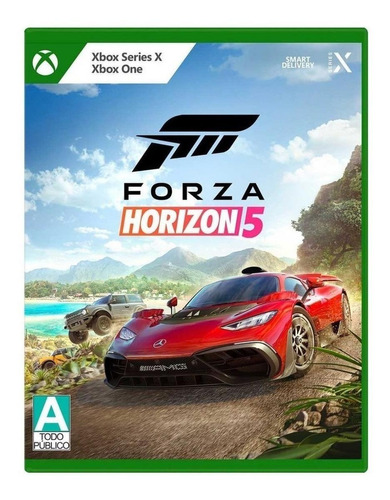 Xbox Series X
Xbox One
SMART
DELIVERY
SERIES
X
FORZA
HORIZON 5
A
TODO
PÚBLICO